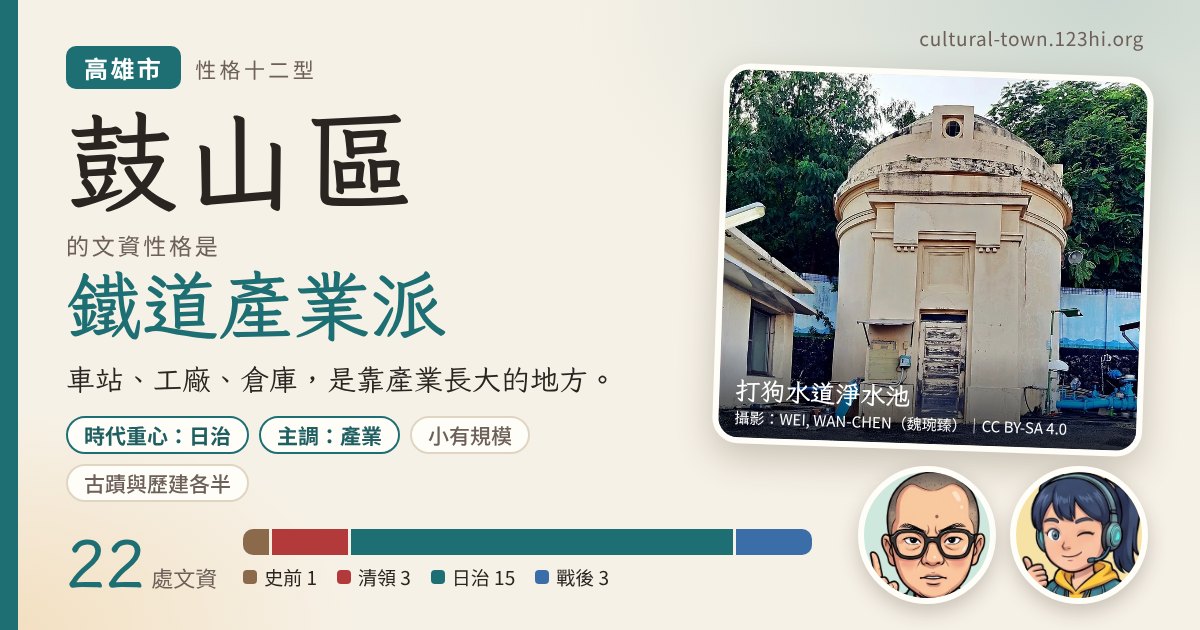 cultural-town.123hi.org
高雄市 性格十二型
鼓山區
的文資性格是
鐵道產業派
車站、工廠、倉庫，是靠產業長大的地方。
時代重心：日治 主調：產業 小有規模
古蹟與歷建各半
22 處文資
史前 1 清領 3 日治 15 戰後 3
打狗水道淨水池
攝影：WEI, WAN-CHEN（魏琬臻）｜CC BY-SA 4.0